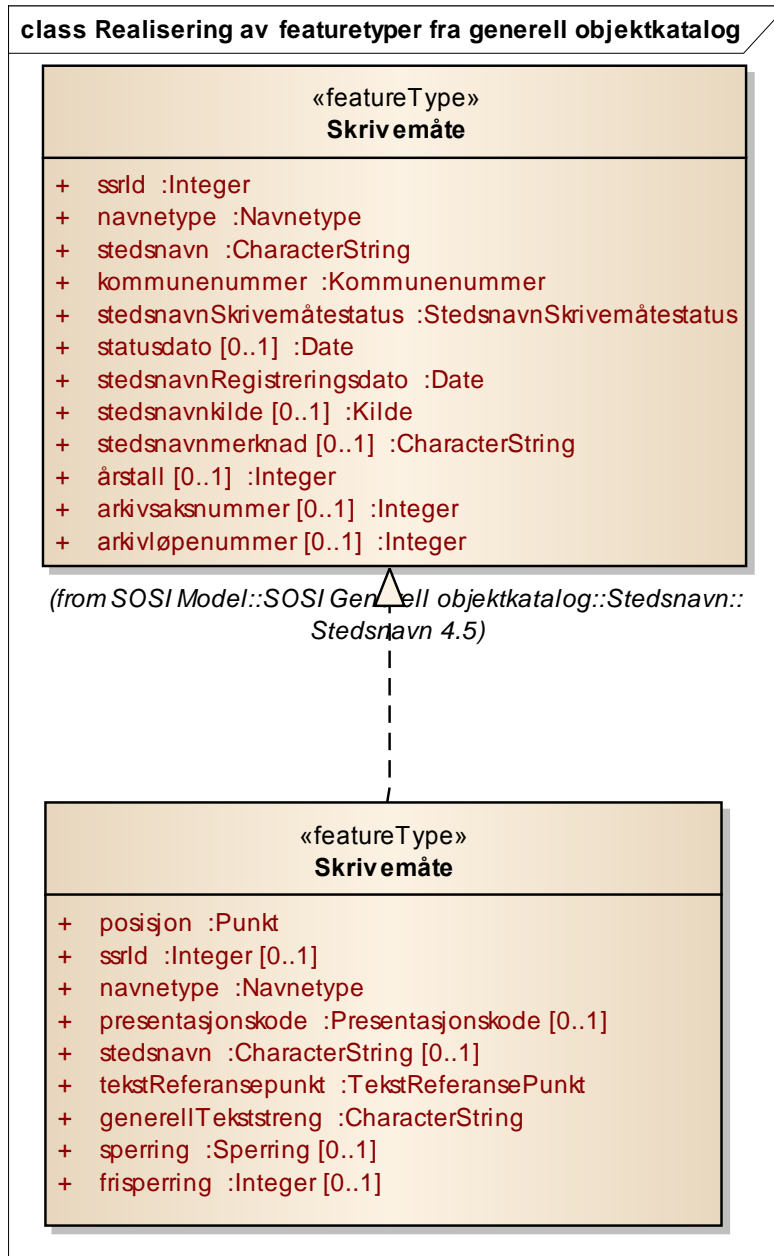 class Realisering av featuretyper fra generell objektkatalog
«featureType»
Skrivemåte
+ ssrId :Integer
+ navnetype :Navnetype
+ stedsnavn :CharacterString
+ kommunenummer :Kommunenummer
+ stedsnavnSkrivemåtestatus :StedsnavnSkrivemåtestatus
+ statusdato [0..1] :Date
+ stedsnavnRegistreringsdato :Date
+ stedsnavnkilde [0..1] :Kilde
+ stedsnavnmerknad [0..1] :CharacterString
+ årstall [0..1] :Integer
+ arkivsaksnummer [0..1] :Integer
+ arkivløpenummer [0..1] :Integer
(from SOSI Model::SOSI Generell objektkatalog::Stedsnavn::
Stedsnavn 4.5)
«featureType»
Skrivemåte
+ posisjon :Punkt
+ ssrId :Integer [0..1]
+ navnetype :Navnetype
+ presentasjonskode :Presentasjonskode [0..1]
+ stedsnavn :CharacterString [0..1]
+ tekstReferansepunkt :TekstReferansePunkt
+ generellTekststreng :CharacterString
+ sperring :Sperring [0..1]
+ frisperring :Integer [0..1]